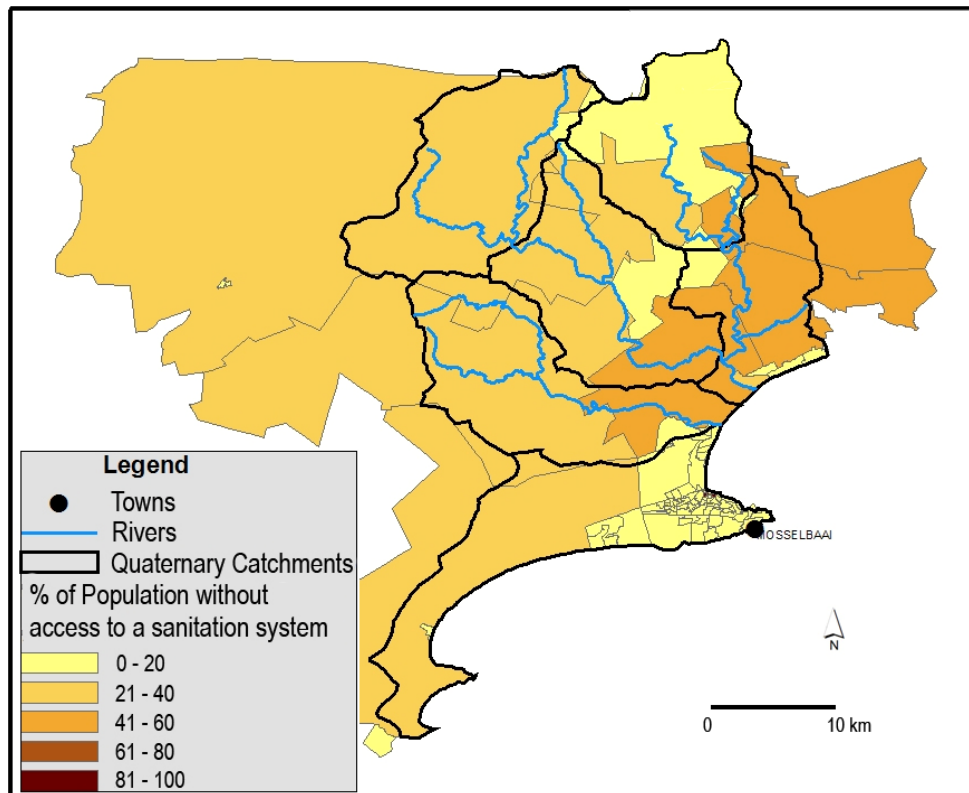 MOSSELBAAI
N
0 10 km
Legend
Towns
Rivers
Quaternary Catchments
% of Population without
access to a sanitation system
0 - 20
21 - 40
41 - 60
61 - 80
81 - 100